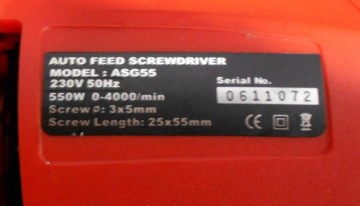 AUTO FEED SCREWDRIVER
MODEL : ASG55
230V 50Hz
550W 0-4000/min
Screw ø: 3x5mm
Screw Length: 25x55mm
Serial No.
0611072
CE